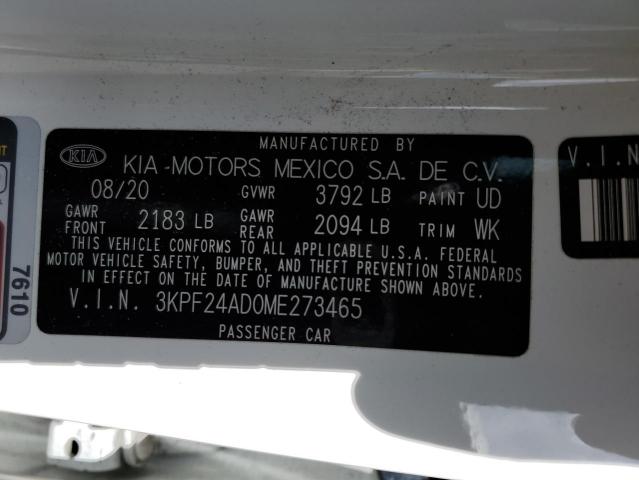 MANUFACTURED BY
KIA KIA MOTORS MEXICO S.A. DE C.V.
08/20 GVWR 3792 LB PAINT UD
GAWR FRONT 2183 LB GAWR REAR 2094 LB TRIM WK
THIS VEHICLE CONFORMS TO ALL APPLICABLE U.S.A. FEDERAL
MOTOR VEHICLE SAFETY, BUMPER, AND THEFT PREVENTION STANDARDS
IN EFFECT ON THE DATE OF MANUFACTURE SHOWN ABOVE.
V.I.N. 3KPF24AD0ME273465
PASSENGER CAR
7610
V.I.N